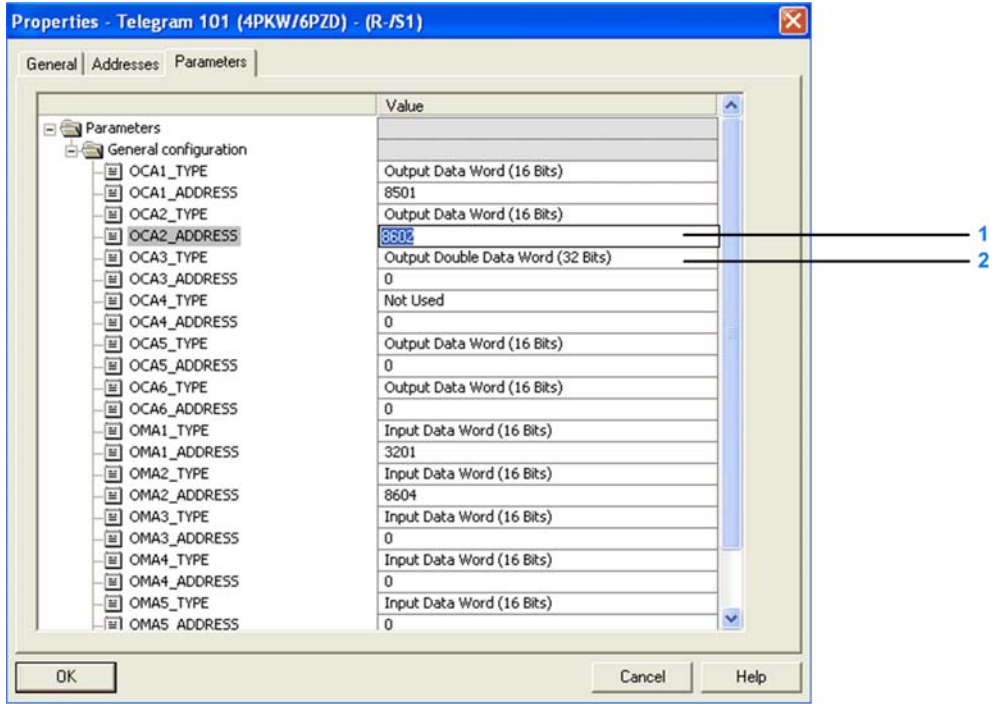 Properties - Telegram 101 (4PKW/6PZD) - (R-/S1)
General Addresses Parameters
Value
Parameters
General configuration
OCA1_TYPE Output Data Word (16 Bits)
OCA1_ADDRESS 8501
OCA2_TYPE Output Data Word (16 Bits)
OCA2_ADDRESS 8602 1
OCA3_TYPE Output Double Data Word (32 Bits) 2
OCA3_ADDRESS 0
OCA4_TYPE Not Used
OCA4_ADDRESS 0
OCA5_TYPE Output Data Word (16 Bits)
OCA5_ADDRESS 0
OCA6_TYPE Output Data Word (16 Bits)
OCA6_ADDRESS 0
OMA1_TYPE Input Data Word (16 Bits)
OMA1_ADDRESS 3201
OMA2_TYPE Input Data Word (16 Bits)
OMA2_ADDRESS 8604
OMA3_TYPE Input Data Word (16 Bits)
OMA3_ADDRESS 0
OMA4_TYPE Input Data Word (16 Bits)
OMA4_ADDRESS 0
OMA5_TYPE Input Data Word (16 Bits)
OMA5_ADDRESS 0
OK Cancel Help